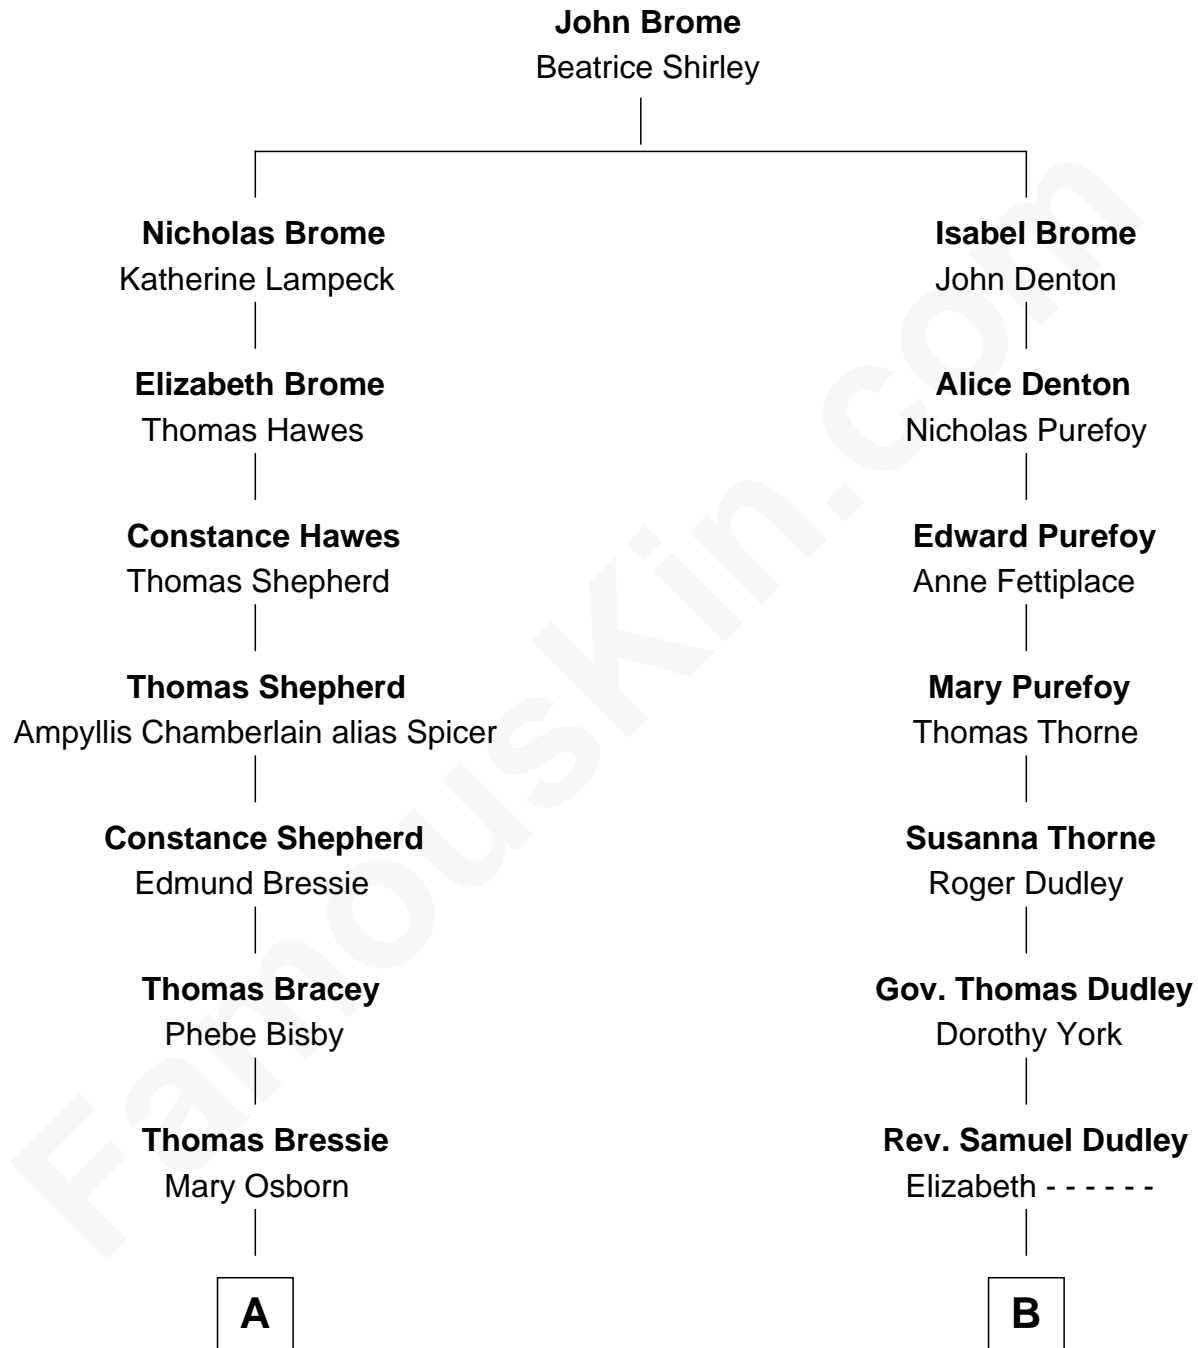 John Brome
Beatrice Shirley
Nicholas Brome
Katherine Lampeck
Elizabeth Brome
Thomas Hawes
Constance Hawes
Thomas Shepherd
Thomas Shepherd
Ampyllis Chamberlain alias Spicer
Constance Shepherd
Edmund Bressie
Thomas Bracey
Phebe Bisby
Thomas Bressie
Mary Osborn
A
Isabel Brome
John Denton
Alice Denton
Nicholas Purefoy
Edward Purefoy
Anne Fettiplace
Mary Purefoy
Thomas Thorne
Susanna Thorne
Roger Dudley
Gov. Thomas Dudley
Dorothy York
Rev. Samuel Dudley
Elizabeth - - - - - -
B
FamousKin.com